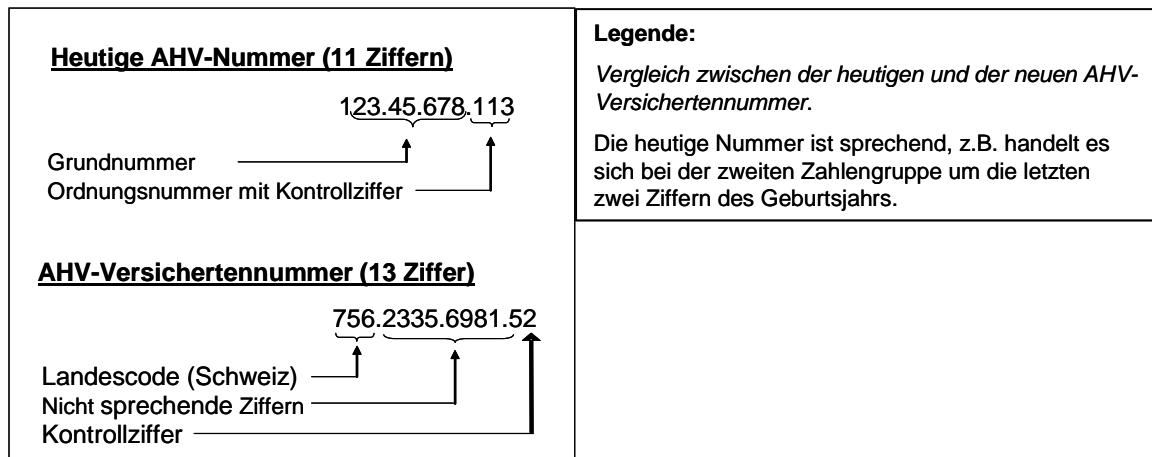 Heutige AHV-Nummer (11 Ziffern)
123.45.678.113
Grundnummer
Ordnungsnummer mit Kontrollziffer
AHV-Versichertennummer (13 Ziffer)
756.2335.6981.52
Landescode (Schweiz)
Nicht sprechende Ziffern
Kontrollziffer
Legende:
Vergleich zwischen der heutigen und der neuen AHV-
Versichertennummer.
Die heutige Nummer ist sprechend, z.B. handelt es
sich bei der zweiten Zahlengruppe um die letzten
zwei Ziffern des Geburtsjahrs.